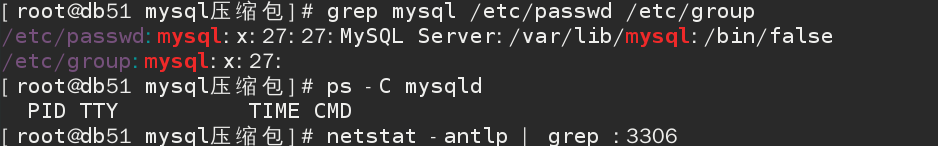 [root@db51 mysql压缩包]# grep mysql /etc/passwd /etc/group
/etc/passwd:mysql:x:27:27:MySQL Server:/var/lib/mysql:/bin/false
/etc/group:mysql:x:27:
[root@db51 mysql压缩包]# ps -C mysqld
  PID TTY          TIME CMD
[root@db51 mysql压缩包]# netstat -antlp | grep :3306